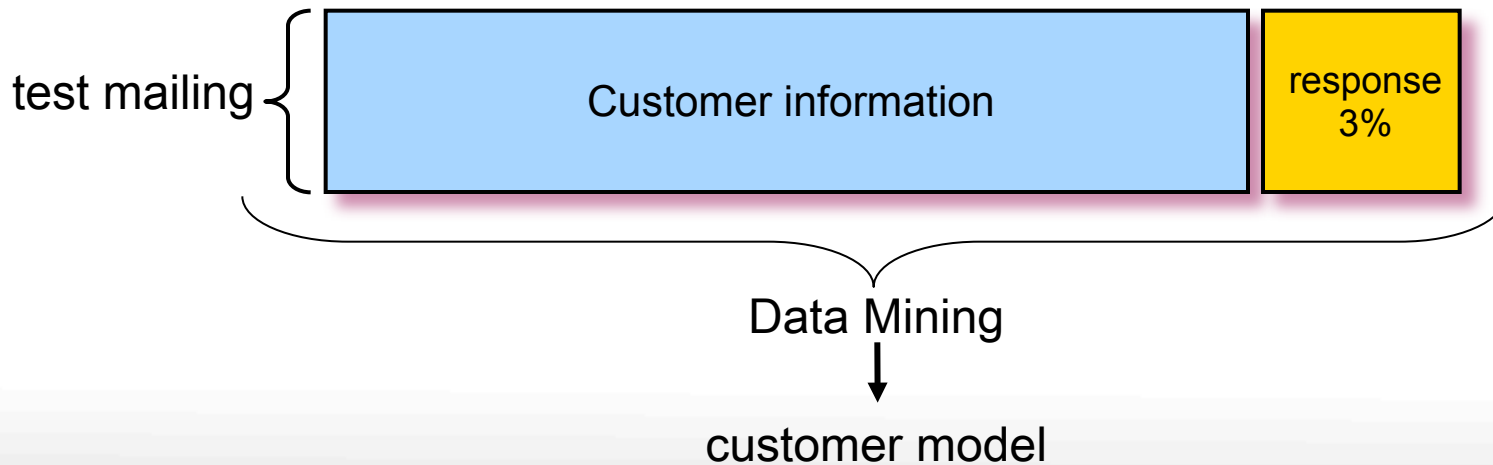 test mailing
Customer information
response
3%
Data Mining
customer model